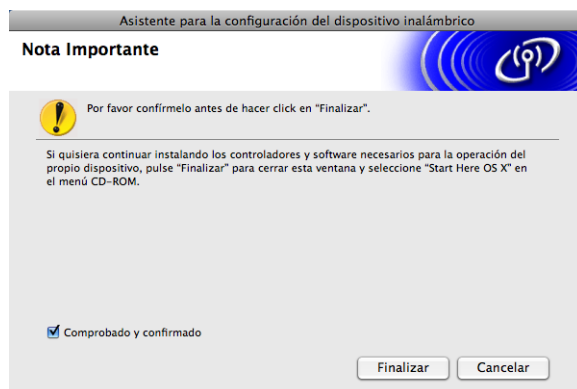 Asistente para la configuración del dispositivo inalámbrico
Nota Importante
Por favor confírmelo antes de hacer click en "Finalizar".
Si quisiera continuar instalando los controladores y software necesarios para la operación del
propio dispositivo, pulse "Finalizar" para cerrar esta ventana y seleccione "Start Here OS X" en
el menú CD-ROM.
Comprobado y confirmado
Finalizar
Cancelar